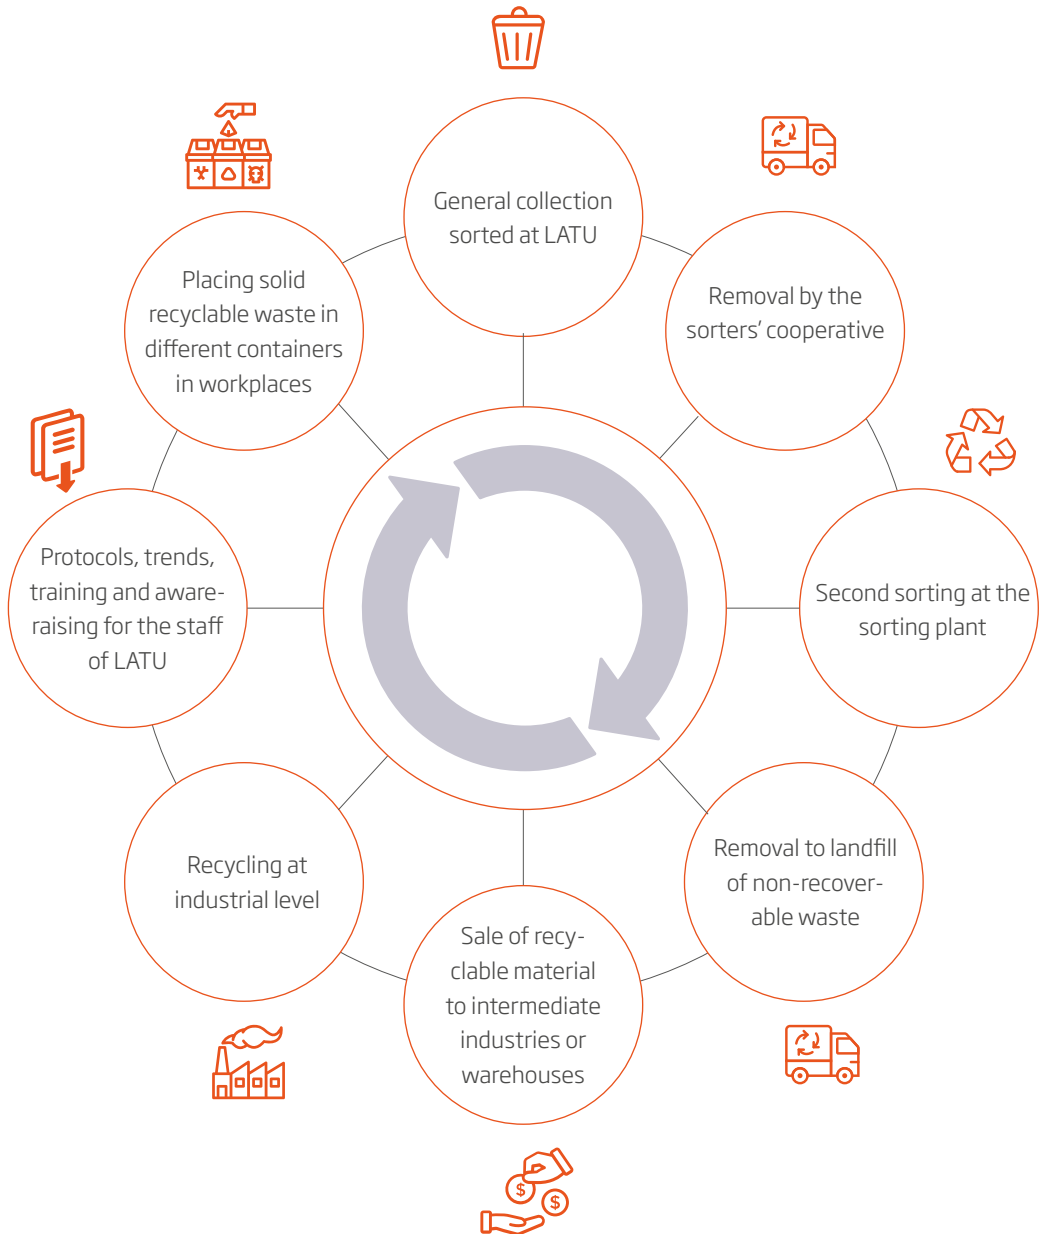 General collection
sorted at LATU
Removal by the
sorters’ cooperative
Second sorting at the
sorting plant
Removal to landfill
of non-recover-
able waste
Sale of recy-
clable material
to intermediate
industries or
warehouses
Recycling at
industrial level
Protocols, trends,
training and aware-
raising for the staff
of LATU
Placing solid
recyclable waste in
different containers
in workplaces
$
$